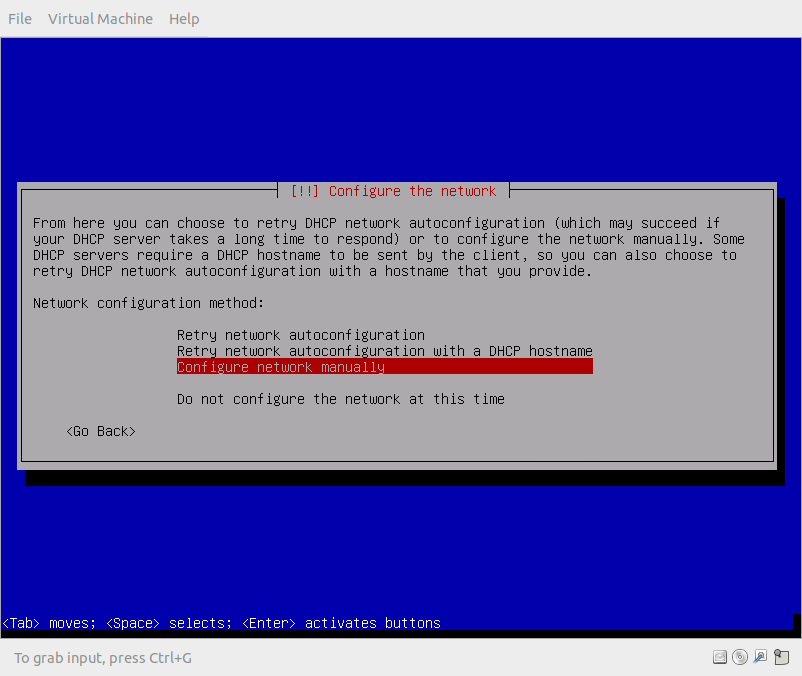 File Virtual Machine Help
[!!] Configure the network
From here you can choose to retry DHCP network autoconfiguration (which may succeed if
your DHCP server takes a long time to respond) or to configure the network manually. Some
DHCP servers require a DHCP hostname to be sent by the client, so you can also choose to
retry DHCP network autoconfiguration with a hostname that you provide.
Network configuration method:
Retry network autoconfiguration
Retry network autoconfiguration with a DHCP hostname
Configure network manually
Do not configure the network at this time
<Go Back>
<Tab> moves; <Space> selects; <Enter> activates buttons
To grab input, press Ctrl+G